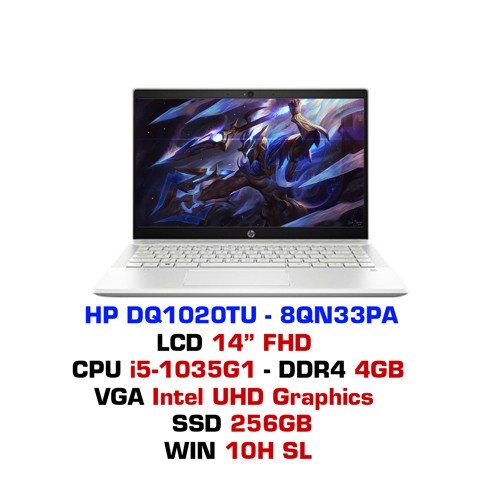 HP DQ1020TU - 8QN33PA
LCD 14” FHD
CPU i5-1035G1 - DDR4 4GB
VGA Intel UHD Graphics
SSD 256GB
WIN 10H SL